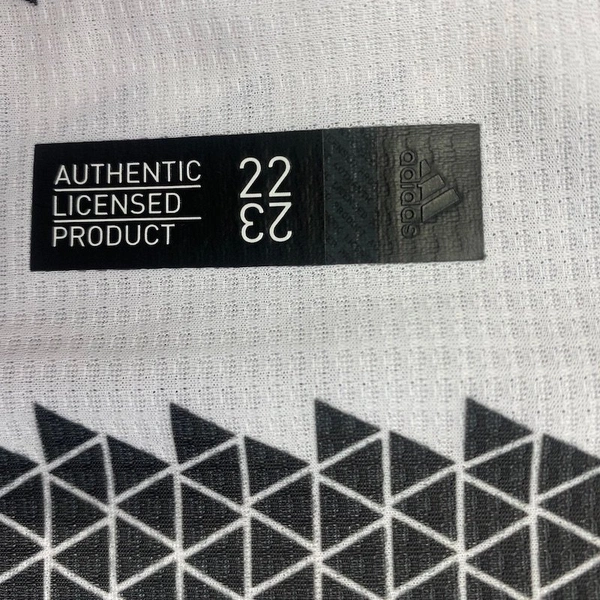 AUTHENTIC
LICENSED
PRODUCT
22
23
adidas